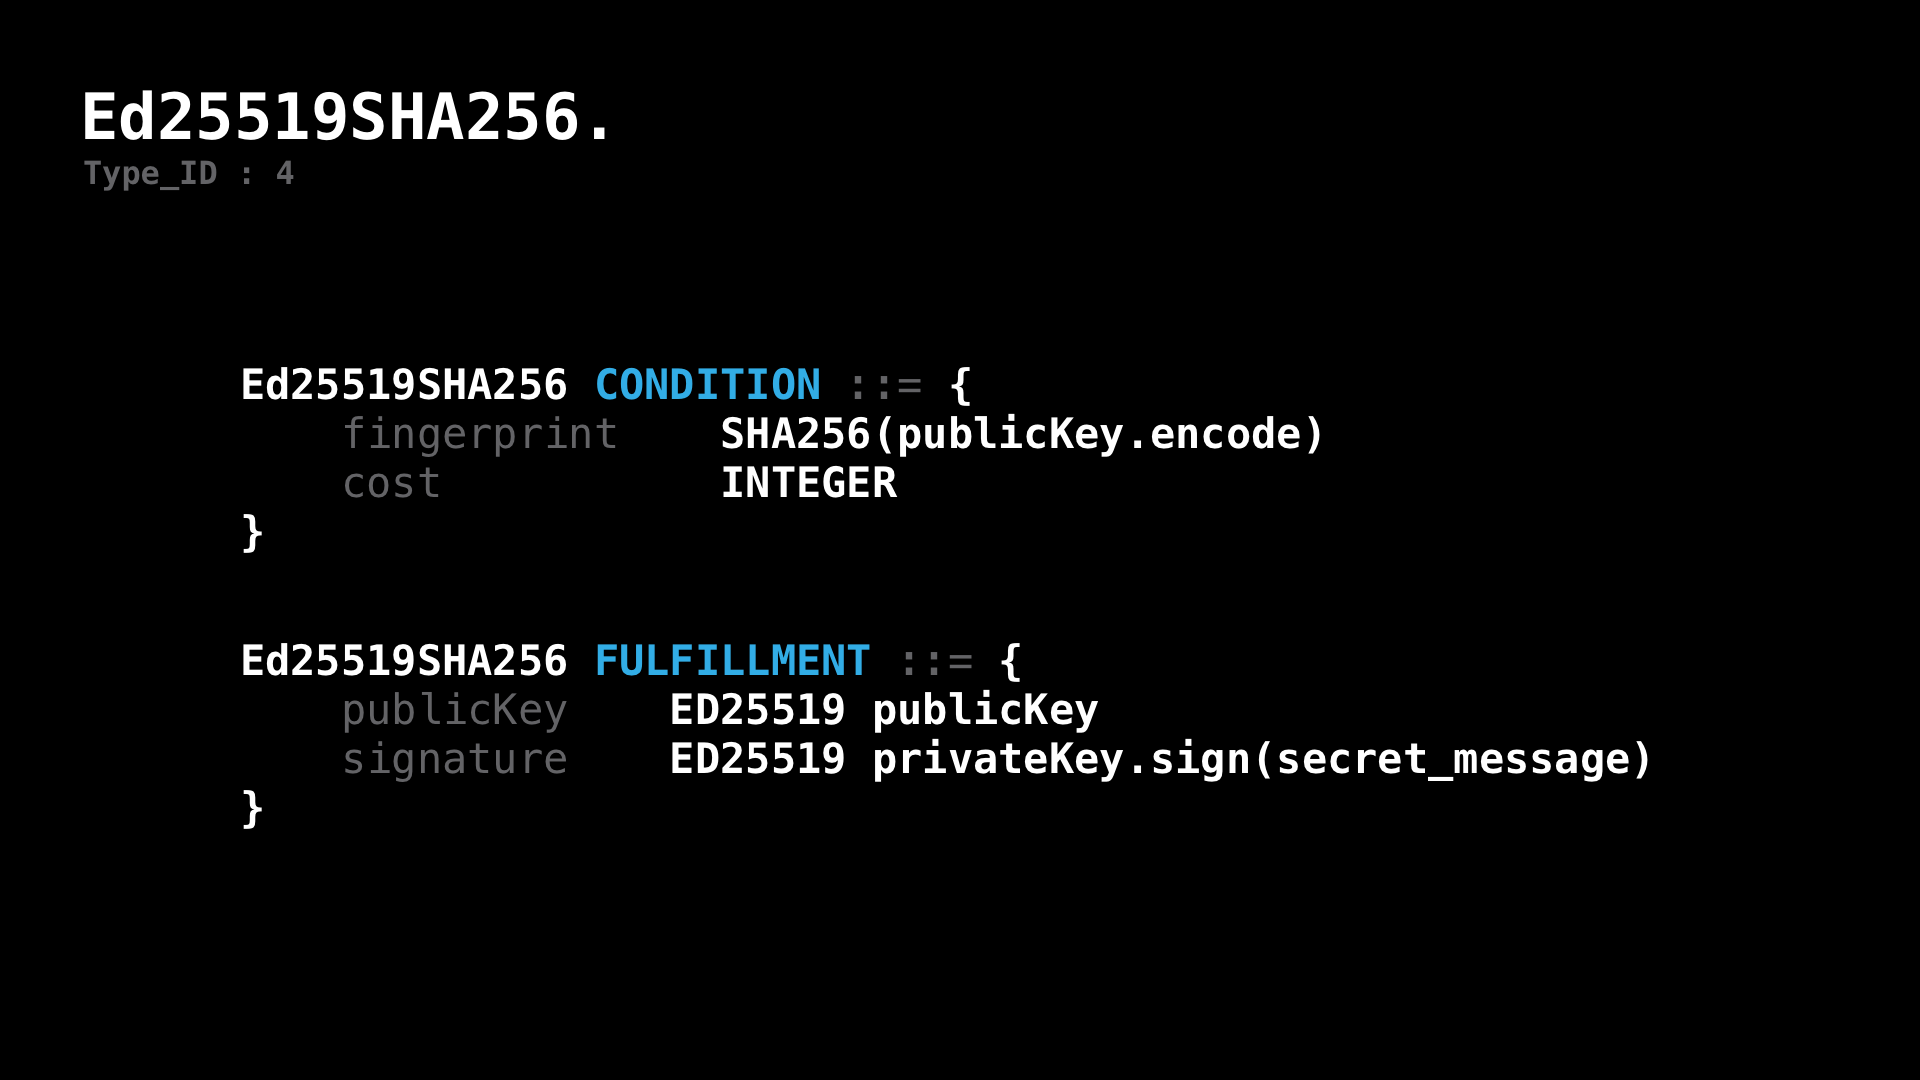 Ed25519SHA256.
Type_ID : 4
Ed25519SHA256 CONDITION ::= {
    fingerprint    SHA256(publicKey.encode)
    cost           INTEGER
}
Ed25519SHA256 FULFILLMENT ::= {
    publicKey    ED25519 publicKey
    signature    ED25519 privateKey.sign(secret_message)
}